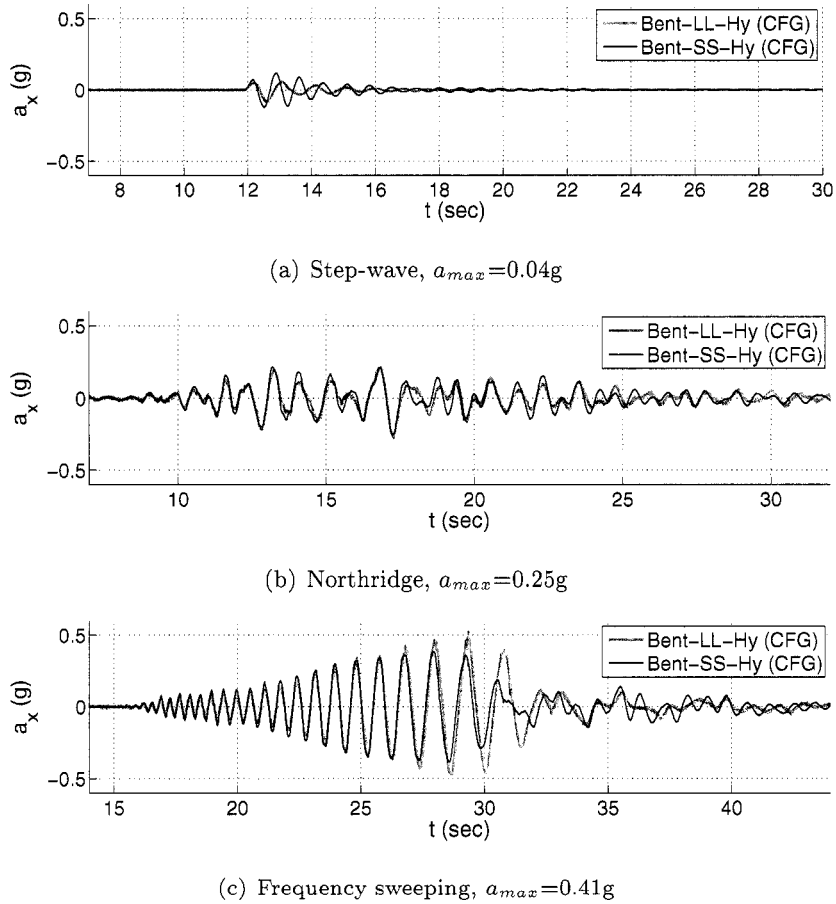 0.5
0
−0.5
a_x (g)
Bent−LL−Hy (CFG)
Bent−SS−Hy (CFG)
8 10 12 14 16 18 20 22 24 26 28 30
t (sec)
(a) Step-wave, a_max=0.04g
0.5
0
−0.5
a_x (g)
Bent−LL−Hy (CFG)
Bent−SS−Hy (CFG)
10 15 20 25 30
t (sec)
(b) Northridge, a_max=0.25g
0.5
0
−0.5
a_x (g)
Bent−LL−Hy (CFG)
Bent−SS−Hy (CFG)
15 20 25 30 35 40
t (sec)
(c) Frequency sweeping, a_max=0.41g